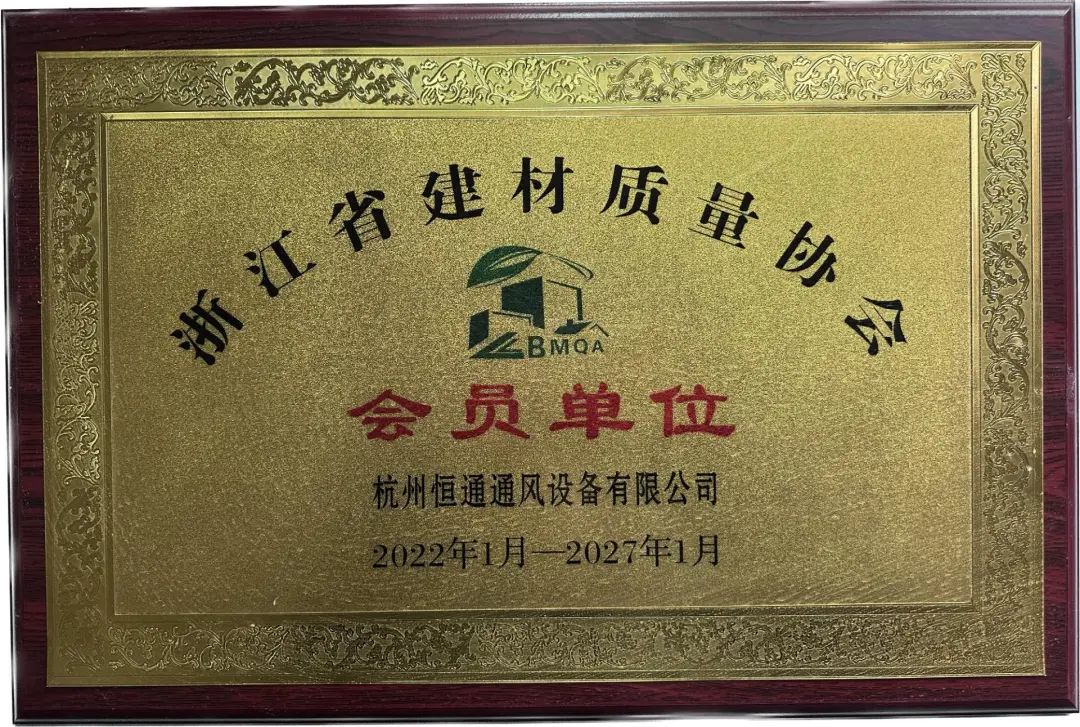 浙江省建材质量协会
BMQA
会员单位
杭州恒通通风设备有限公司
2022年1月—2027年1月